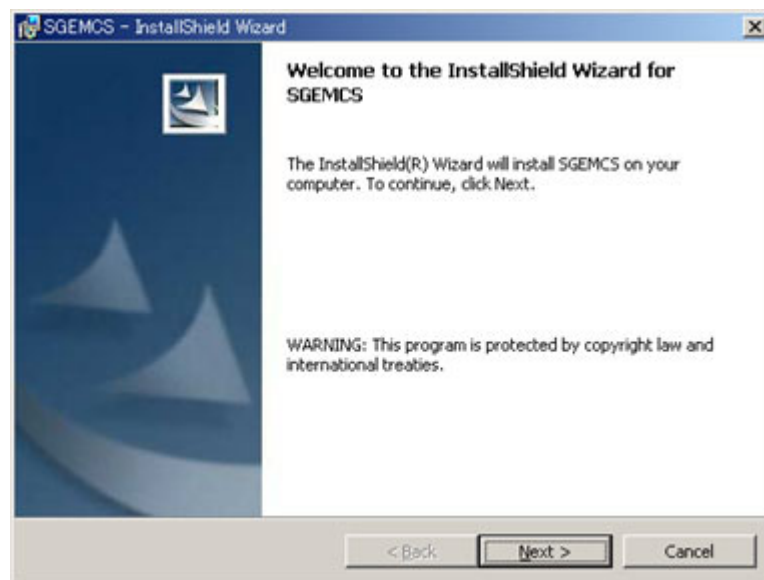 SGEMCS - InstallShield Wizard
Welcome to the InstallShield Wizard for
SGEMCS
The InstallShield(R) Wizard will install SGEMCS on your
computer. To continue, click Next.
WARNING: This program is protected by copyright law and
international treaties.
< Back
Next >
Cancel